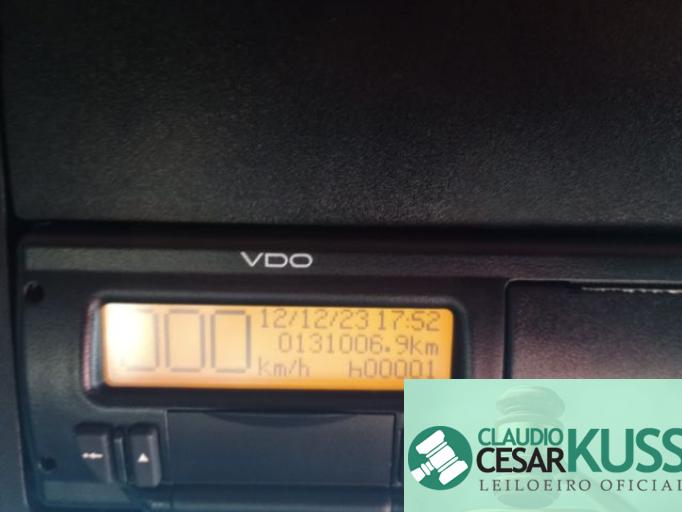 VDO
000
12/12/23 17:52
0131006.9km
km/h h00001
CLAUDIO
CESAR KUSS
LEILOEIRO OFICIAL